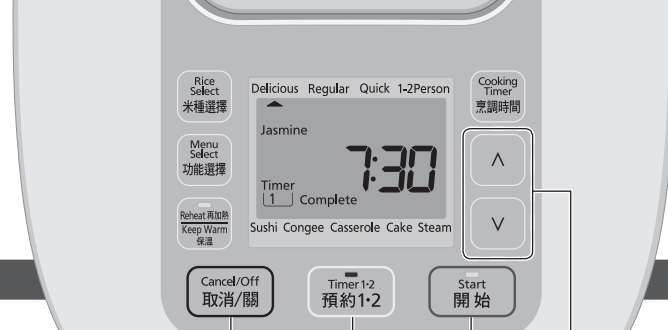 Rice
Select
米種選擇
Delicious Regular Quick 1-2Person
Cooking
Timer
烹調時間
Jasmine
Menu
Select
功能選擇
7:30
∧
Timer
1 Complete
Reheat 再加熱
Keep Warm
保溫
Sushi Congee Casserole Cake Steam
∨
Cancel/Off
取消/關
Timer1･2
預約1･2
Start
開始